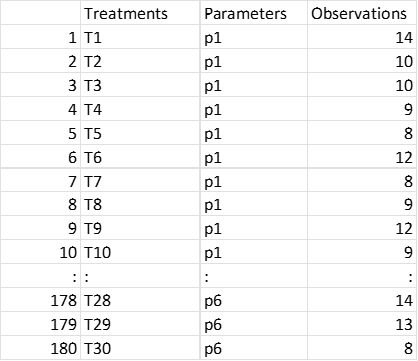 Treatments Parameters Observations
1 T1 p1 14
2 T2 p1 10
3 T3 p1 10
4 T4 p1 9
5 T5 p1 8
6 T6 p1 12
7 T7 p1 8
8 T8 p1 9
9 T9 p1 12
10 T10 p1 9
: : : :
178 T28 p6 14
179 T29 p6 13
180 T30 p6 8